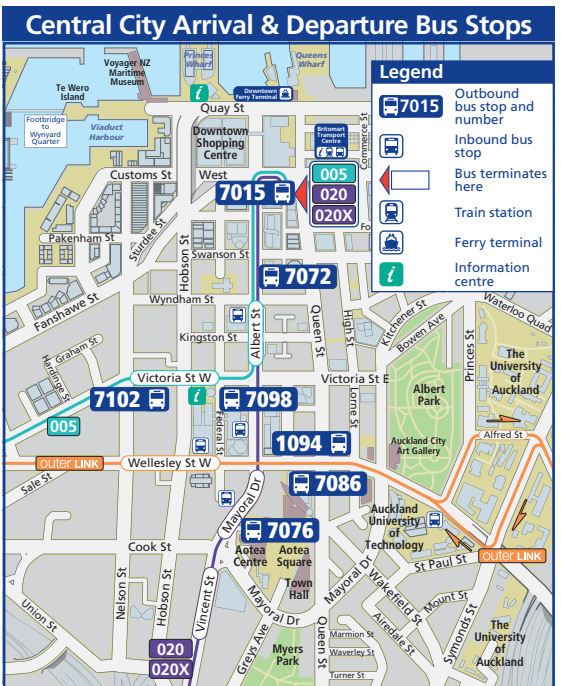 Central City Arrival & Departure Bus Stops
Voyager NZ
Maritime
Museum
Princes
Wharf
Queens
Wharf
Te Wero
Island
Downtown
Ferry Terminal
Quay St
Footbridge
to
Wynyard
Quarter
Viaduct
Harbour
Downtown
Shopping
Centre
Britomart
Transport
Centre
Commerce St
Customs St
West
7015
005
020
020X
Fo
Legend
7015
Outbound
bus stop and
number
Inbound bus
stop
Bus terminates
here
Train station
Ferry terminal
Information
centre
Pakenham St
Sturdee St
Hobson St
Swanson St
7072
Fanshawe St
Wyndham St
Kingston St
Albert St
Queen St
High St
Kitchener St
Bowen Ave
Princes St
Waterloo Quad
Graham St
Hardinge St
Victoria St W
Victoria St E
The
University
of
Auckland
Albert
Park
7102
7098
Lorne St
005
Federal St
1094
Auckland City
Art Gallery
Alfred St
outer LINK
Wellesley St W
Sale St
7086
Mayoral Dr
Auckland
University
of
Technology
7076
Cook St
Aotea
Centre
Aotea
Square
outer LINK
St Paul St
Nelson St
Hobson St
Vincent St
Town
Hall
Mayoral Dr
Wakefield St
Mount St
Union St
Mayoral Dr
Airedale St
Symonds St
The
University
of
Auckland
020
020X
Greys Ave
Myers
Park
Queen St
Marmion St
Waverley St
Turner St